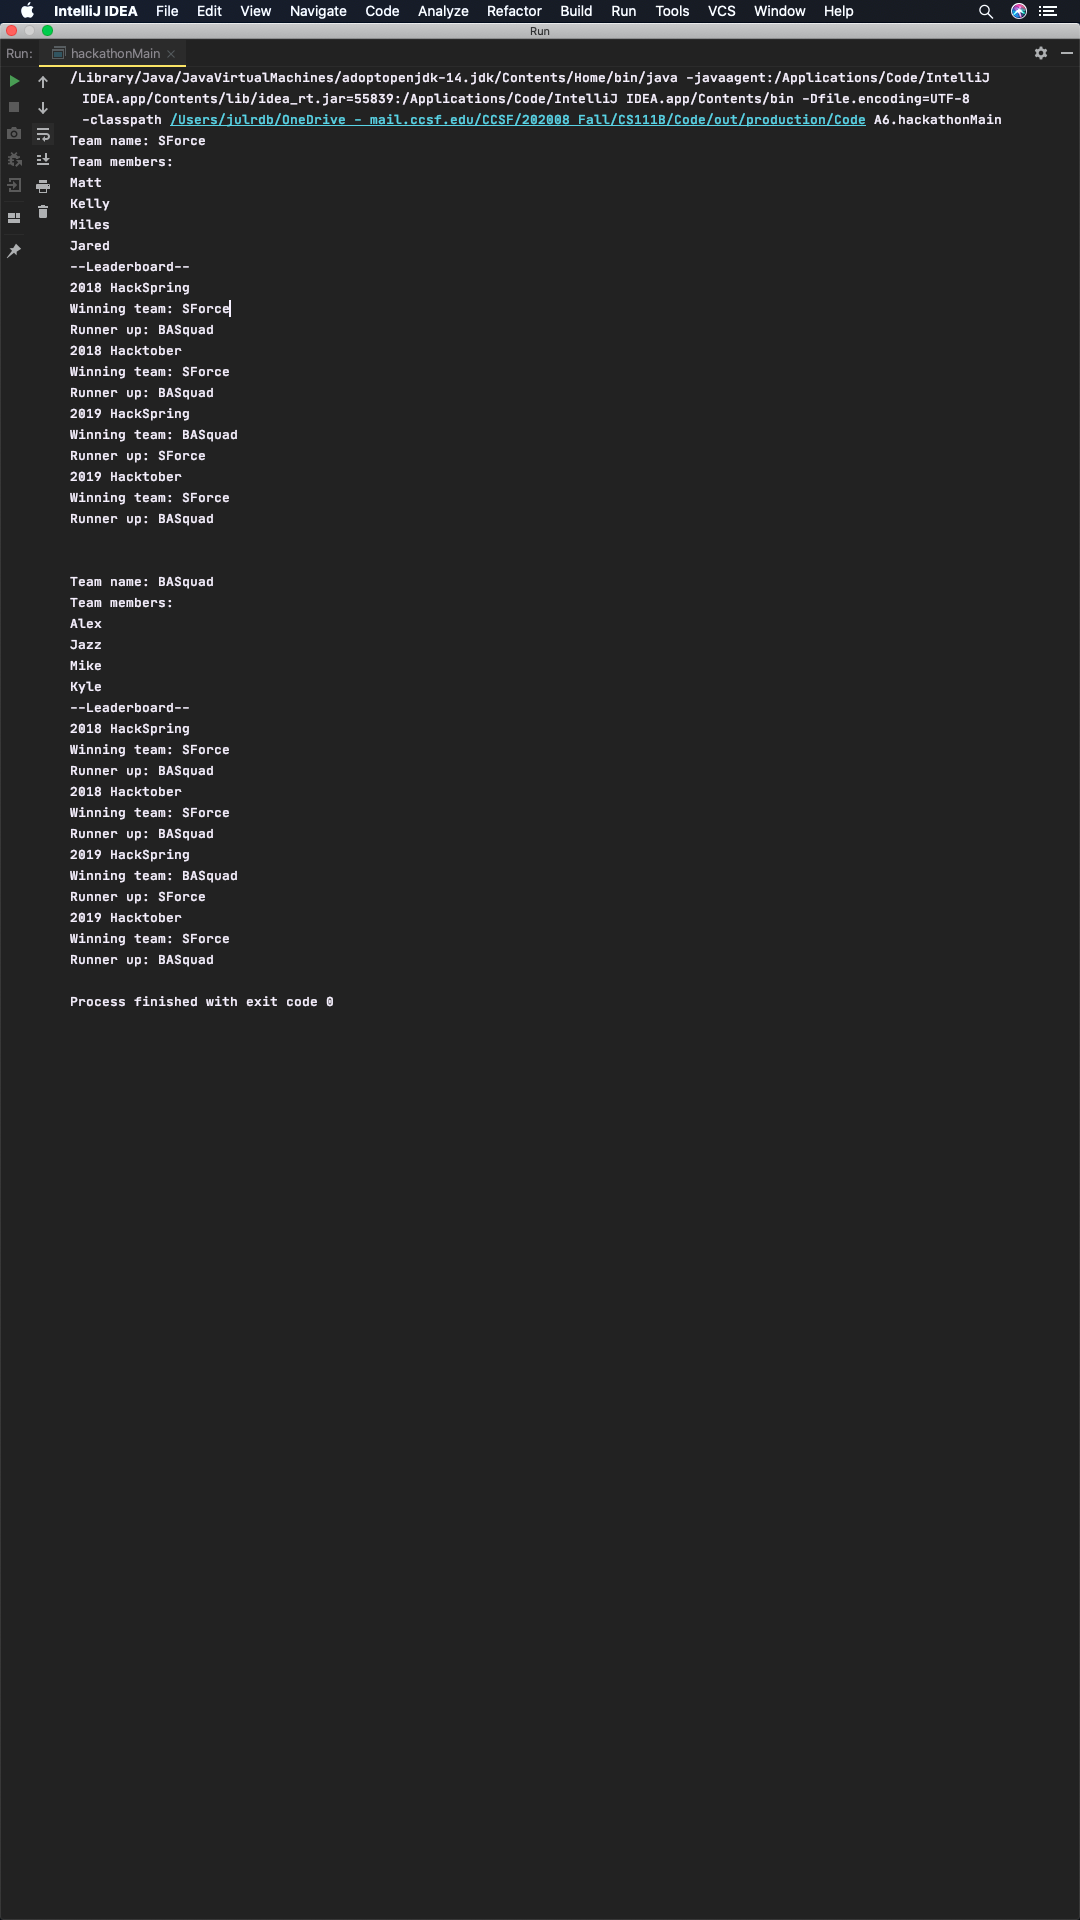 IntelliJ IDEA File Edit View Navigate Code Analyze Refactor Build Run Tools VCS Window Help
Run
Run: hackathonMain
/Library/Java/JavaVirtualMachines/adoptopenjdk-14.jdk/Contents/Home/bin/java -javaagent:/Applications/Code/IntelliJ
IDEA.app/Contents/lib/idea_rt.jar=55839:/Applications/Code/IntelliJ IDEA.app/Contents/bin -Dfile.encoding=UTF-8
-classpath /Users/julrdb/OneDrive - mail.ccsf.edu/CCSF/202008 Fall/CS111B/Code/out/production/Code A6.hackathonMain
Team name: SForce
Team members:
Matt
Kelly
Miles
Jared
--Leaderboard--
2018 HackSpring
Winning team: SForce
Runner up: BASquad
2018 Hacktober
Winning team: SForce
Runner up: BASquad
2019 HackSpring
Winning team: BASquad
Runner up: SForce
2019 Hacktober
Winning team: SForce
Runner up: BASquad
Team name: BASquad
Team members:
Alex
Jazz
Mike
Kyle
--Leaderboard--
2018 HackSpring
Winning team: SForce
Runner up: BASquad
2018 Hacktober
Winning team: SForce
Runner up: BASquad
2019 HackSpring
Winning team: BASquad
Runner up: SForce
2019 Hacktober
Winning team: SForce
Runner up: BASquad
Process finished with exit code 0